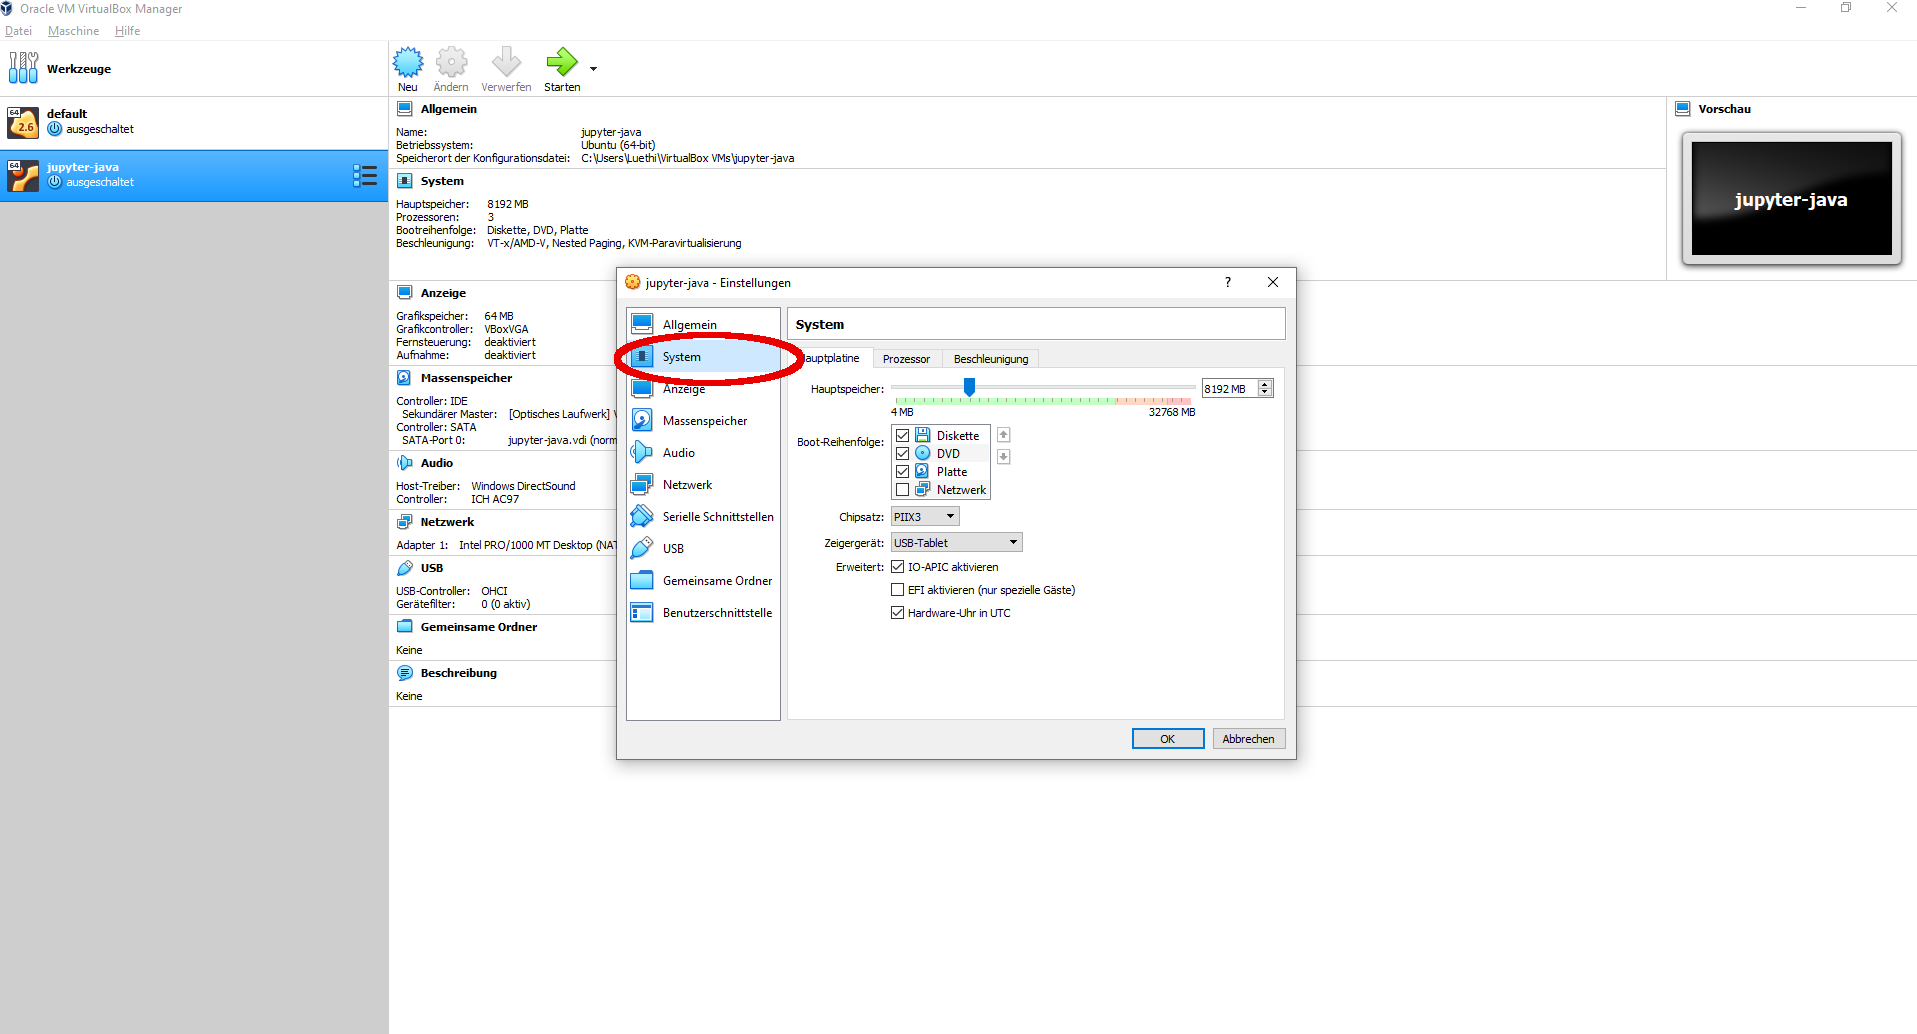 Oracle VM VirtualBox Manager
Datei Maschine Hilfe
Werkzeuge
Neu Ändern Verwerfen Starten
64
2.6
default
ausgeschaltet
64
jupyter-java
ausgeschaltet
Allgemein
Name: jupyter-java
Betriebssystem: Ubuntu (64-bit)
Speicherort der Konfigurationsdatei: C:\Users\Luethi\VirtualBox VMs\jupyter-java
System
Hauptspeicher: 8192 MB
Prozessoren: 3
Bootreihenfolge: Diskette, DVD, Platte
Beschleunigung: VT-x/AMD-V, Nested Paging, KVM-Paravirtualisierung
Vorschau
jupyter-java
Anzeige
Grafikspeicher: 64 MB
Grafikcontroller: VBoxVGA
Fernsteuerung: deaktiviert
Aufnahme: deaktiviert
Massenspeicher
Controller: IDE
Sekundärer Master: [Optisches Laufwerk]
Controller: SATA
SATA-Port 0: jupyter-java.vdi (norm
Audio
Host-Treiber: Windows DirectSound
Controller: ICH AC97
Netzwerk
Adapter 1: Intel PRO/1000 MT Desktop (NAT
USB
USB-Controller: OHCI
Gerätefilter: 0 (0 aktiv)
Gemeinsame Ordner
Keine
Beschreibung
Keine
jupyter-java - Einstellungen ?
Allgemein
System
Anzeige
Massenspeicher
Audio
Netzwerk
Serielle Schnittstellen
USB
Gemeinsame Ordner
Benutzerschnittstelle
System
auptplatine Prozessor Beschleunigung
Hauptspeicher: 8192 MB
4 MB 32768 MB
Boot-Reihenfolge: Diskette
DVD
Platte
Netzwerk
Chipsatz: PIIX3
Zeigergerät: USB-Tablet
Erweitert: IO-APIC aktivieren
EFI aktivieren (nur spezielle Gäste)
Hardware-Uhr in UTC
OK Abbrechen